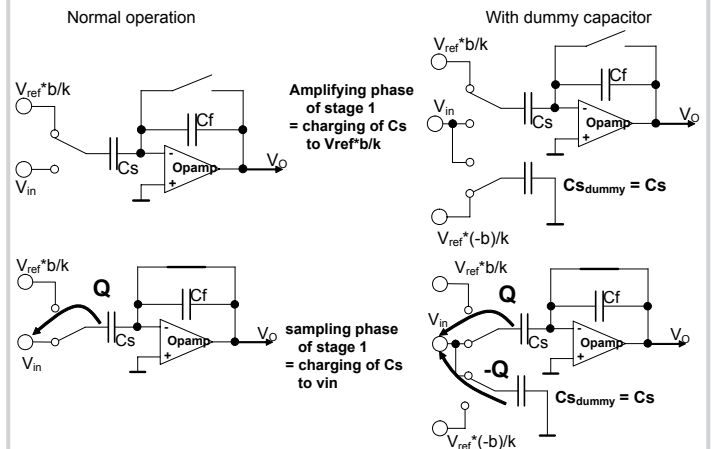 Normal operation
With dummy capacitor
Vref*b/k
Cf
Cs
-
+
Opamp
VO
Vin
Amplifying phase
of stage 1
= charging of Cs
to Vref*b/k
Vref*b/k
Vin
Cf
Cs
-
+
Opamp
VO
Csdummy = Cs
Vref*(-b)/k
Vref*b/k
Q
Cf
Cs
-
+
Opamp
VO
Vin
sampling phase
of stage 1
= charging of Cs
to vin
Vref*b/k
Q
Vin
Cf
Cs
-
+
Opamp
VO
-Q
Csdummy = Cs
Vref*(-b)/k